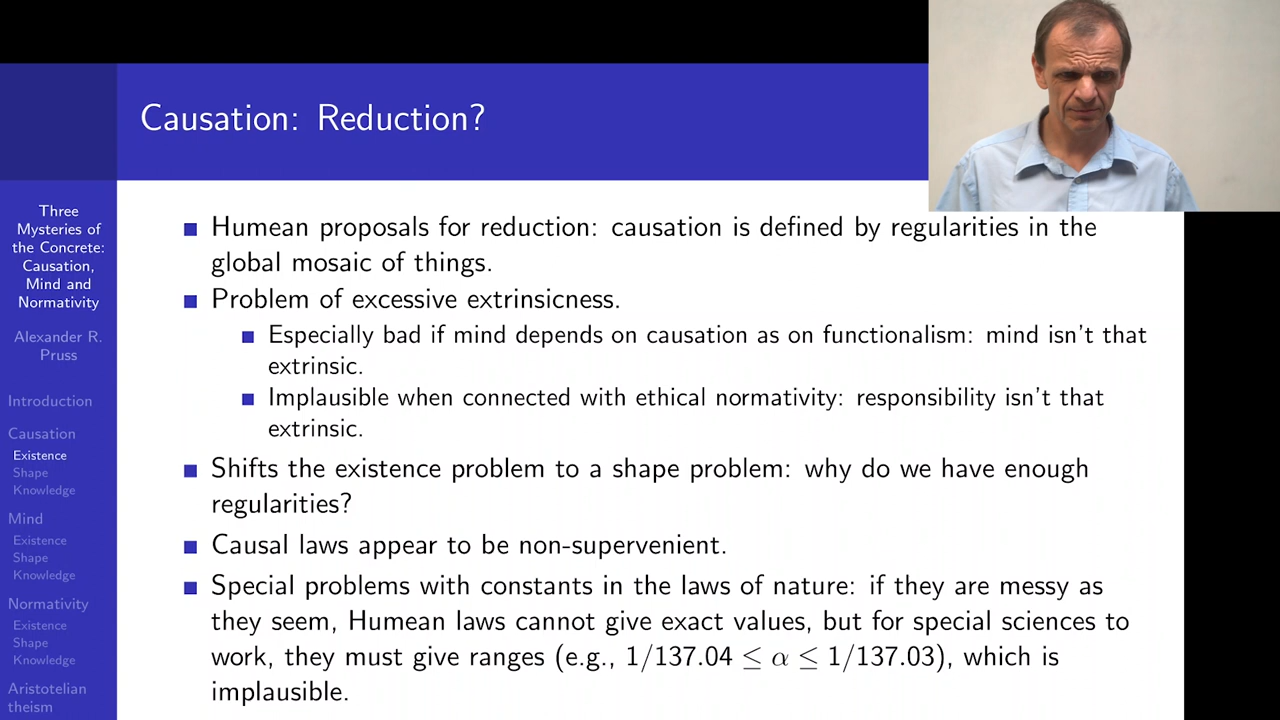 Causation: Reduction?
Three
Mysteries of
the Concrete:
Causation,
Mind and
Normativity
Alexander R.
Pruss
Introduction
Causation
Existence
Shape
Knowledge
Mind
Existence
Shape
Knowledge
Normativity
Existence
Shape
Knowledge
Aristotelian
theism
Humean proposals for reduction: causation is defined by regularities in the
global mosaic of things.
Problem of excessive extrinsicness.
Especially bad if mind depends on causation as on functionalism: mind isn't that
extrinsic.
Implausible when connected with ethical normativity: responsibility isn't that
extrinsic.
Shifts the existence problem to a shape problem: why do we have enough
regularities?
Causal laws appear to be non-supervenient.
Special problems with constants in the laws of nature: if they are messy as
they seem, Humean laws cannot give exact values, but for special sciences to
work, they must give ranges (e.g., 1/137.04 ≤ α ≤ 1/137.03), which is
implausible.